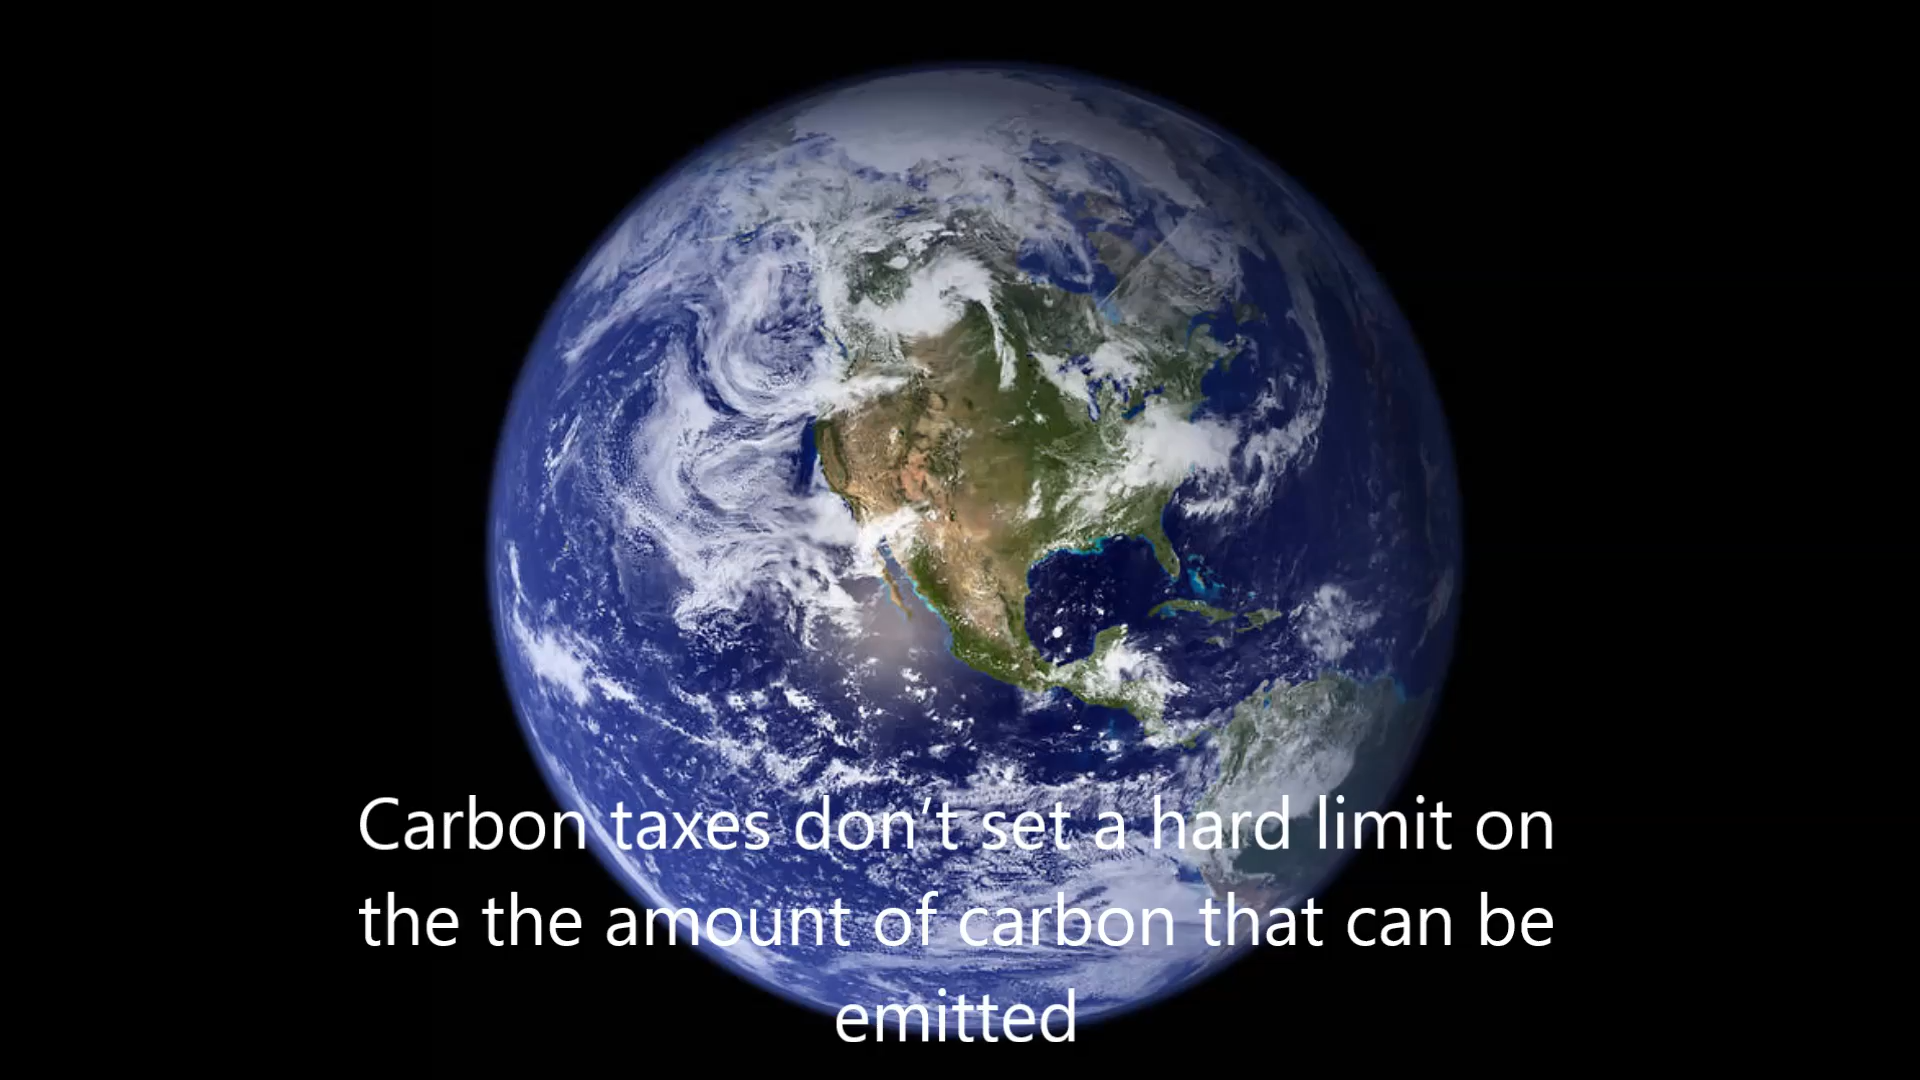 Carbon taxes don’t set a hard limit on
the the amount of carbon that can be
emitted